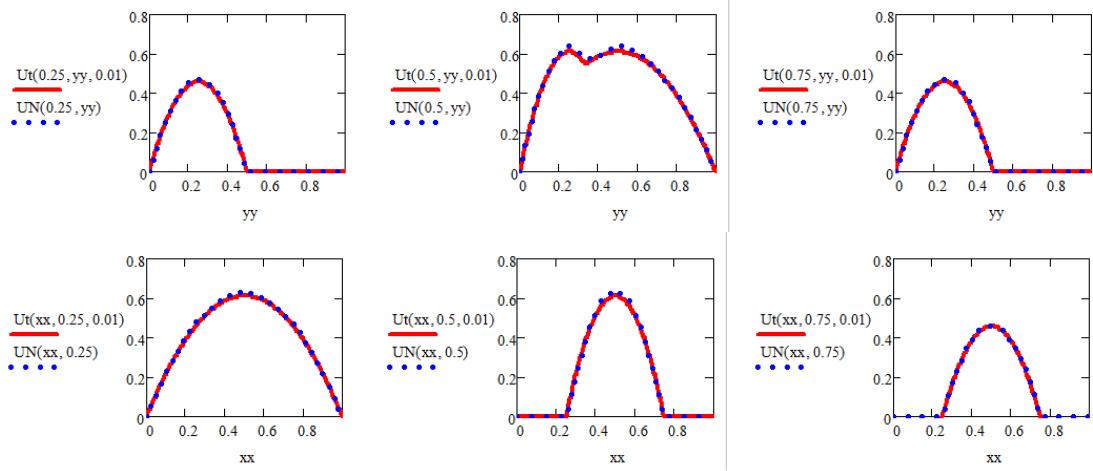 0.8
0.6
0.4
0.2
0
0 0.2 0.4 0.6 0.8
yy
Ut(0.25, yy, 0.01)
UN(0.25, yy)
0.8
0.6
0.4
0.2
0
0 0.2 0.4 0.6 0.8
yy
Ut(0.5, yy, 0.01)
UN(0.5, yy)
0.8
0.6
0.4
0.2
0
0 0.2 0.4 0.6 0.8
yy
Ut(0.75, yy, 0.01)
UN(0.75, yy)
0.8
0.6
0.4
0.2
0
0 0.2 0.4 0.6 0.8
xx
Ut(xx, 0.25, 0.01)
UN(xx, 0.25)
0.8
0.6
0.4
0.2
0
0 0.2 0.4 0.6 0.8
xx
Ut(xx, 0.5, 0.01)
UN(xx, 0.5)
0.8
0.6
0.4
0.2
0
0 0.2 0.4 0.6 0.8
xx
Ut(xx, 0.75, 0.01)
UN(xx, 0.75)